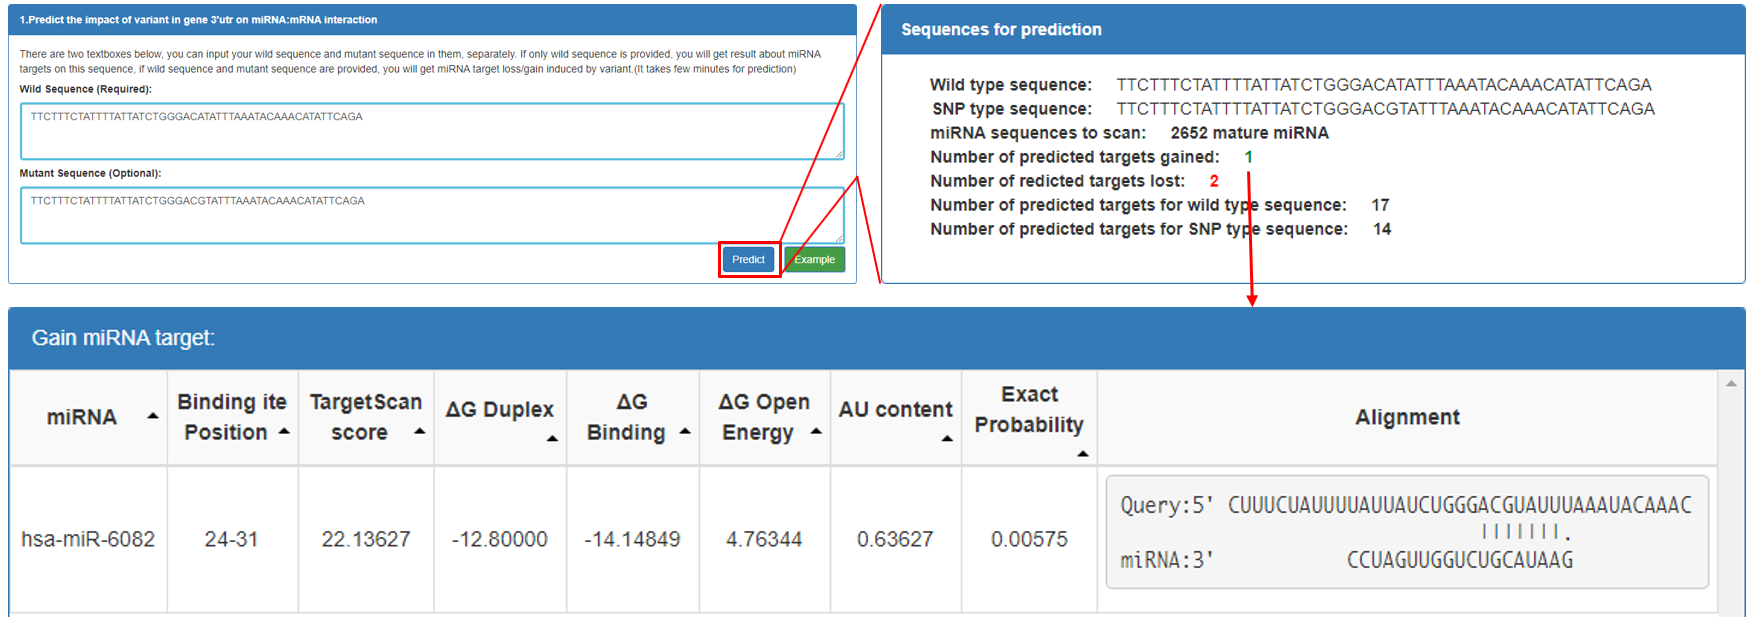 1.Predict the impact of variant in gene 3'utr on miRNA:mRNA interaction
There are two textboxes below, you can input your wild sequence and mutant sequence in them, separately. If only wild sequence is provided, you will get result about miRNA
targets on this sequence, if wild sequence and mutant sequence are provided, you will get miRNA target loss/gain induced by variant.(It takes few minutes for prediction)
Wild Sequence (Required):
TTCTTTCTATTTTATTATCTGGGACATATTTAAATACAAACATATTCAGA
Mutant Sequence (Optional):
TTCTTTCTATTTTATTATCTGGGACGTATTTAAATACAAACATATTCAGA
Predict
Example
Sequences for prediction
Wild type sequence: TTCTTTCTATTTTATTATCTGGGACATATTTAAATACAAACATATTCAGA
SNP type sequence: TTCTTTCTATTTTATTATCTGGGACGTATTTAAATACAAACATATTCAGA
miRNA sequences to scan: 2652 mature miRNA
Number of predicted targets gained: 1
Number of redicted targets lost: 2
Number of predicted targets for wild type sequence: 17
Number of predicted targets for SNP type sequence: 14
Gain miRNA target:
miRNA
Binding ite
Position
TargetScan
score
ΔG Duplex
ΔG
Binding
ΔG Open
Energy
AU content
Exact
Probability
Alignment
hsa-miR-6082
24-31
22.13627
-12.80000
-14.14849
4.76344
0.63627
0.00575
Query:5' CUUUCUAUUUUAUUAUCUGGGACGUAUUUAAAUACAAAC
|||||||.
miRNA:3' CCUAGUUGGUCUGCAUAAG